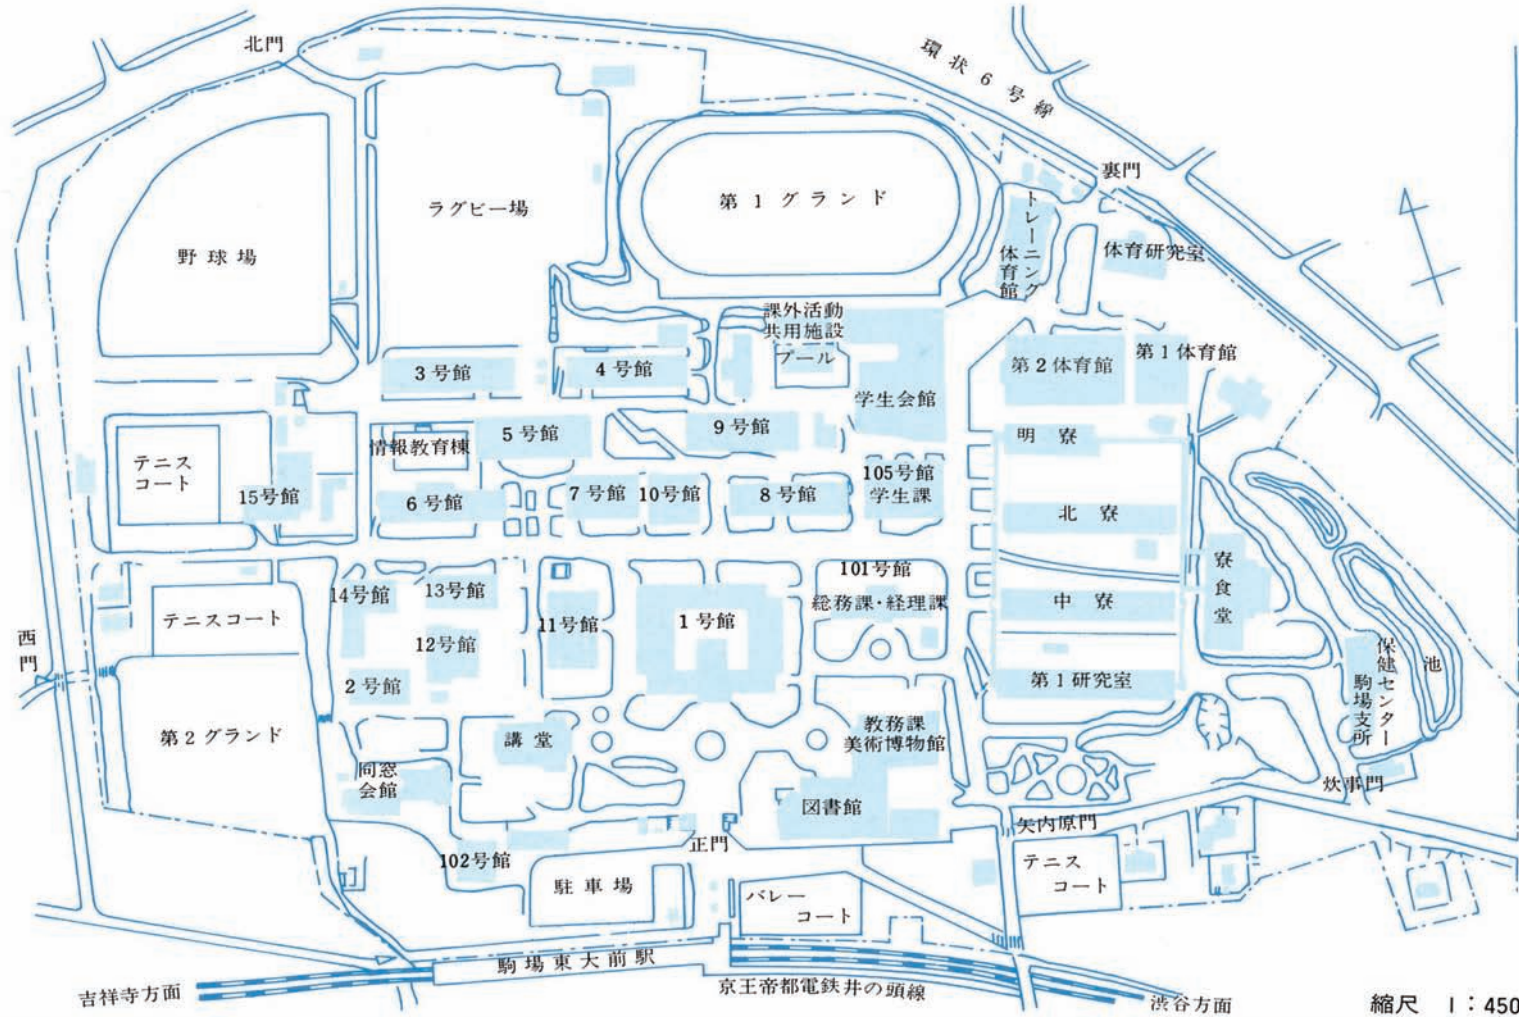 北門
環状6号線
裏門
ラグビー場
第1グランド
野球場
トレーニング
体育館
体育研究室
課外活動
共用施設
プール
3号館
4号館
第2体育館
第1体育館
学生会館
5号館
9号館
明寮
情報教育棟
テニス
コート
15号館
6号館
7号館
10号館
8号館
105号館
学生課
北寮
寮食堂
101号館
総務課・経理課
14号館
13号館
11号館
1号館
中寮
テニスコート
12号館
西門
2号館
第1研究室
保健センター
駒場支所
池
第2グランド
講堂
教務課
美術博物館
同窓
会館
図書館
炊事門
矢内原門
正門
102号館
駐車場
バレー
コート
テニス
コート
駒場東大前駅
吉祥寺方面
京王帝都電鉄井の頭線
渋谷方面
縮尺 1:450